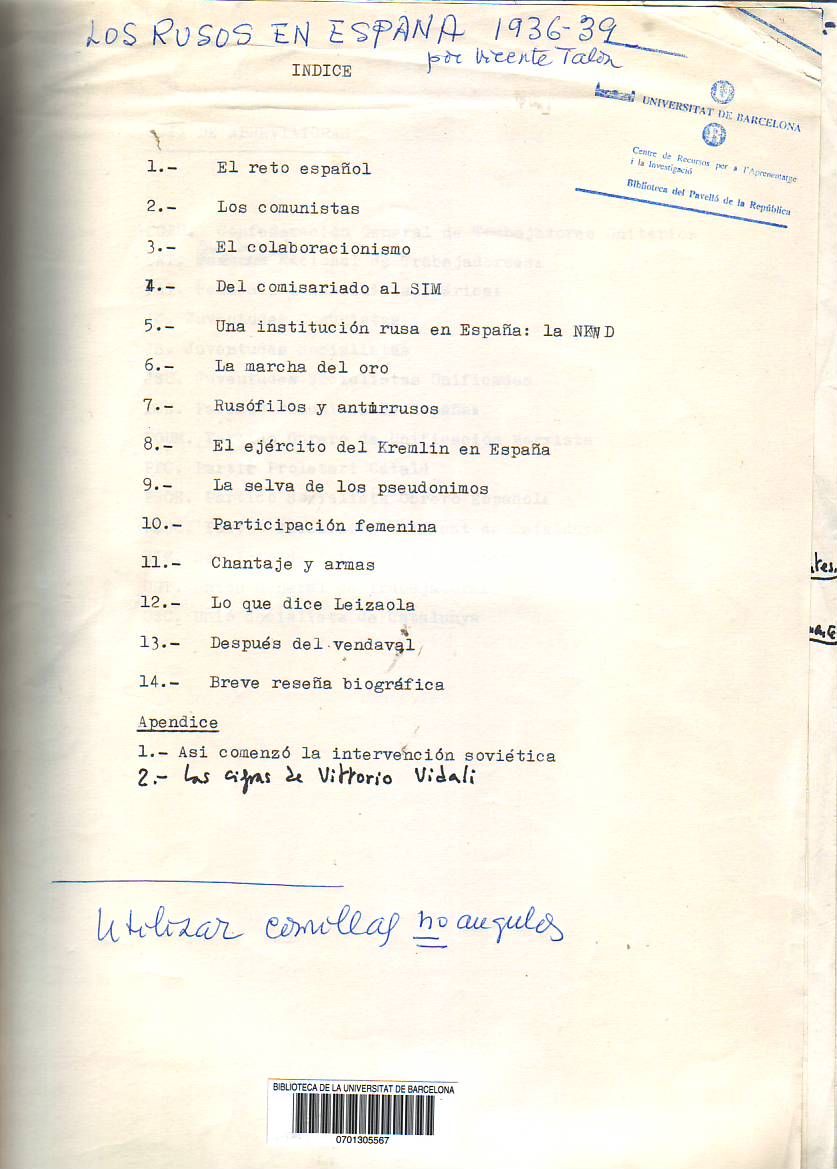 LOS RUSOS EN ESPAÑA 1936-39
por Vicente Talón
INDICE
UNIVERSITAT DE BARCELONA
Centre de Recursos per a l'Aprenentatge
i la Investigació
Biblioteca del Pavelló de la República
1.- El reto español
2.- Los comunistas
3.- El colaboracionismo
4.- Del comisariado al SIM
5.- Una institución rusa en España: la NKWD
6.- La marcha del oro
7.- Rusófilos y antirrusos
8.- El ejército del Kremlin en España
9.- La selva de los pseudonimos
10.- Participación femenina
11.- Chantaje y armas
12.- Lo que dice Leizaola
13.- Después del vendaval
14.- Breve reseña biográfica
Apendice
1.- Asi comenzó la intervención soviética
2.- Las cifras de Vittorio Vidali
Utilizar comillas no angulos
BIBLIOTECA DE LA UNIVERSITAT DE BARCELONA
0701305567